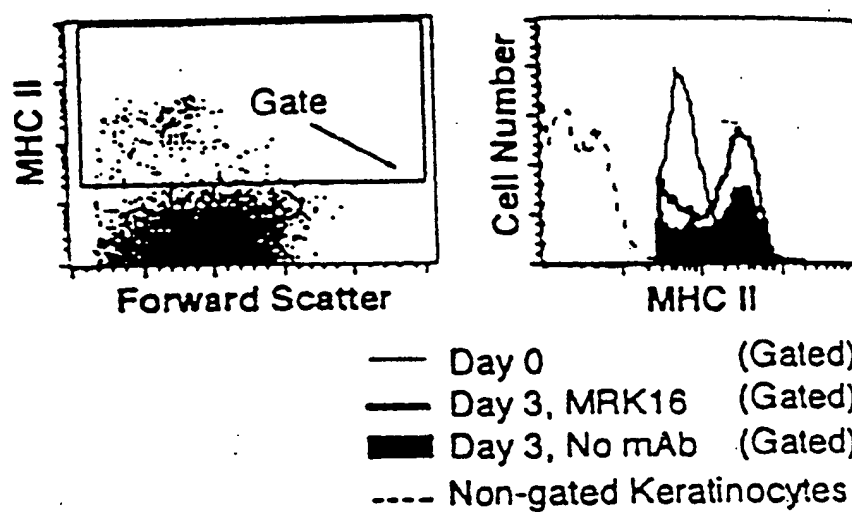 MHC II
Gate
Forward Scatter
Cell Number
MHC II
Day 0 (Gated)
Day 3, MRK16 (Gated)
Day 3, No mAb (Gated)
Non-gated Keratinocytes